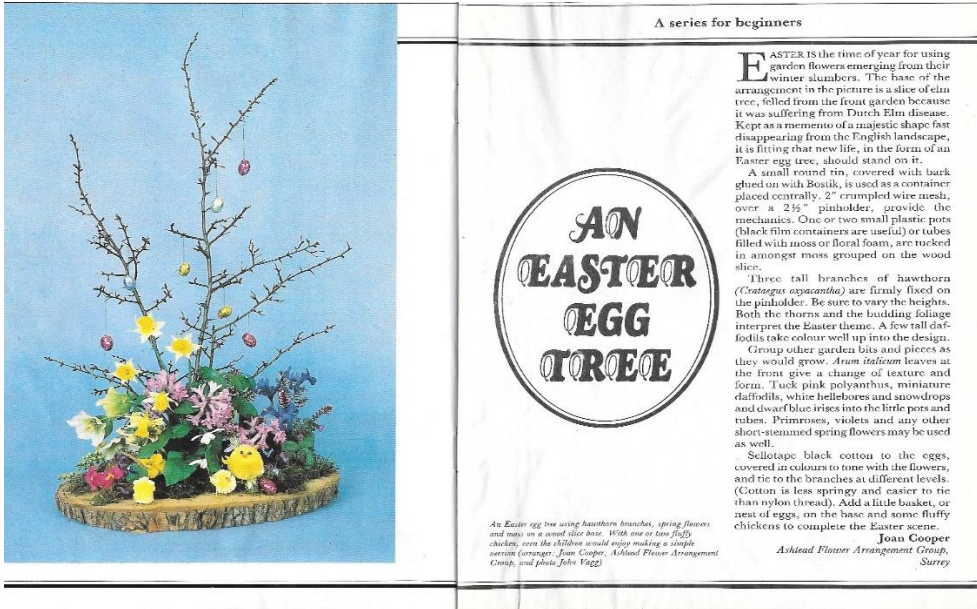 A series for beginners
AN
EASTER
EGG
TREE
An Easter egg tree using hawthorn branches, spring flowers
and moss on a wood slice base. With one or two fluffy
chicken, even the children would enjoy making a simple
version (arranger: Joan Cooper, Ashtead Flower Arrangement
Group, and photo John Vagg)
EASTER IS the time of year for using
garden flowers emerging from their
winter slumbers. The base of the
arrangement in the picture is a slice of elm
tree, felled from the front garden because
it was suffering from Dutch Elm disease.
Kept as a memento of a majestic shape fast
disappearing from the English landscape,
it is fitting that new life, in the form of an
Easter egg tree, should stand on it.
A small round tin, covered with bark
glued on with Bostik, is used as a container
placed centrally. 2″ crumpled wire mesh,
over a 2½″ pinholder, provide the
mechanics. One or two small plastic pots
(black film containers are useful) or tubes
filled with moss or floral foam, are tucked
in amongst moss grouped on the wood
slice.
Three tall branches of hawthorn
(Crataegus oxyacantha) are firmly fixed on
the pinholder. Be sure to vary the heights.
Both the thorns and the budding foliage
interpret the Easter theme. A few tall daf-
fodils take colour well up into the design.
Group other garden bits and pieces as
they would grow. Arum italicum leaves at
the front give a change of texture and
form. Tuck pink polyanthus, miniature
daffodils, white hellebores and snowdrops
and dwarf blue irises into the little pots and
tubes. Primroses, violets and any other
short-stemmed spring flowers may be used
as well.
Sellotape black cotton to the eggs,
covered in colours to tone with the flowers,
and tie to the branches at different levels.
(Cotton is less springy and easier to tie
than nylon thread). Add a little basket, or
nest of eggs, on the base and some fluffy
chickens to complete the Easter scene.
Joan Cooper
Ashtead Flower Arrangement Group,
Surrey